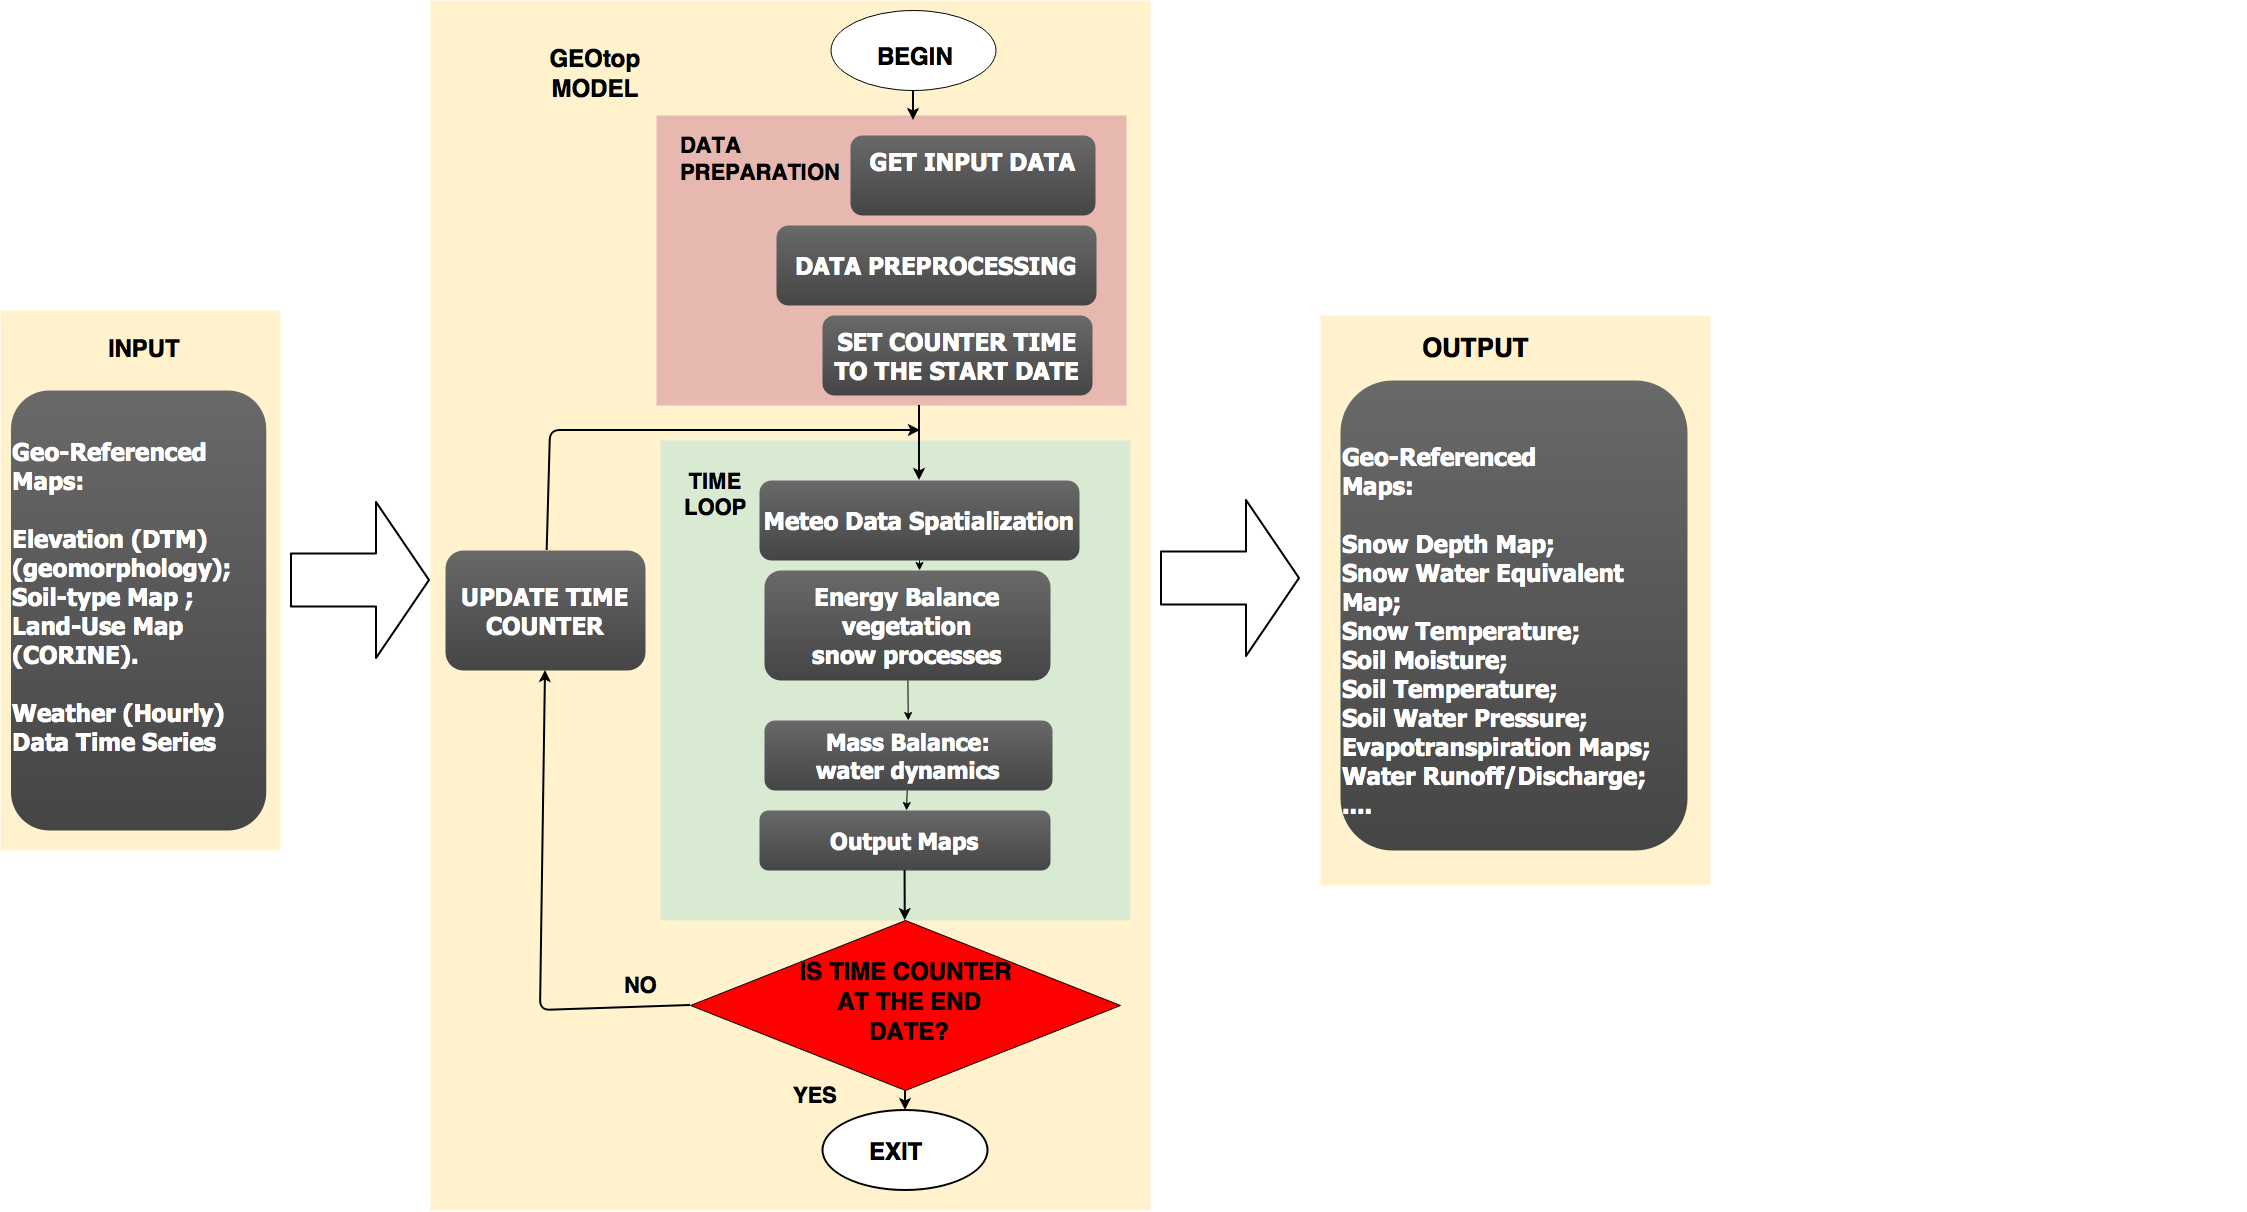 INPUT
Geo-Referenced
Maps:
Elevation (DTM)
(geomorphology);
Soil-type Map ;
Land-Use Map
(CORINE).
Weather (Hourly)
Data Time Series
GEOtop
MODEL
BEGIN
DATA
PREPARATION
GET INPUT DATA
DATA PREPROCESSING
SET COUNTER TIME
TO THE START DATE
TIME
LOOP
Meteo Data Spatialization
Energy Balance
vegetation
snow processes
Mass Balance:
water dynamics
Output Maps
UPDATE TIME
COUNTER
IS TIME COUNTER
AT THE END
DATE?
NO
YES
EXIT
OUTPUT
Geo-Referenced
Maps:
Snow Depth Map;
Snow Water Equivalent
Map;
Snow Temperature;
Soil Moisture;
Soil Temperature;
Soil Water Pressure;
Evapotranspiration Maps;
Water Runoff/Discharge;
....